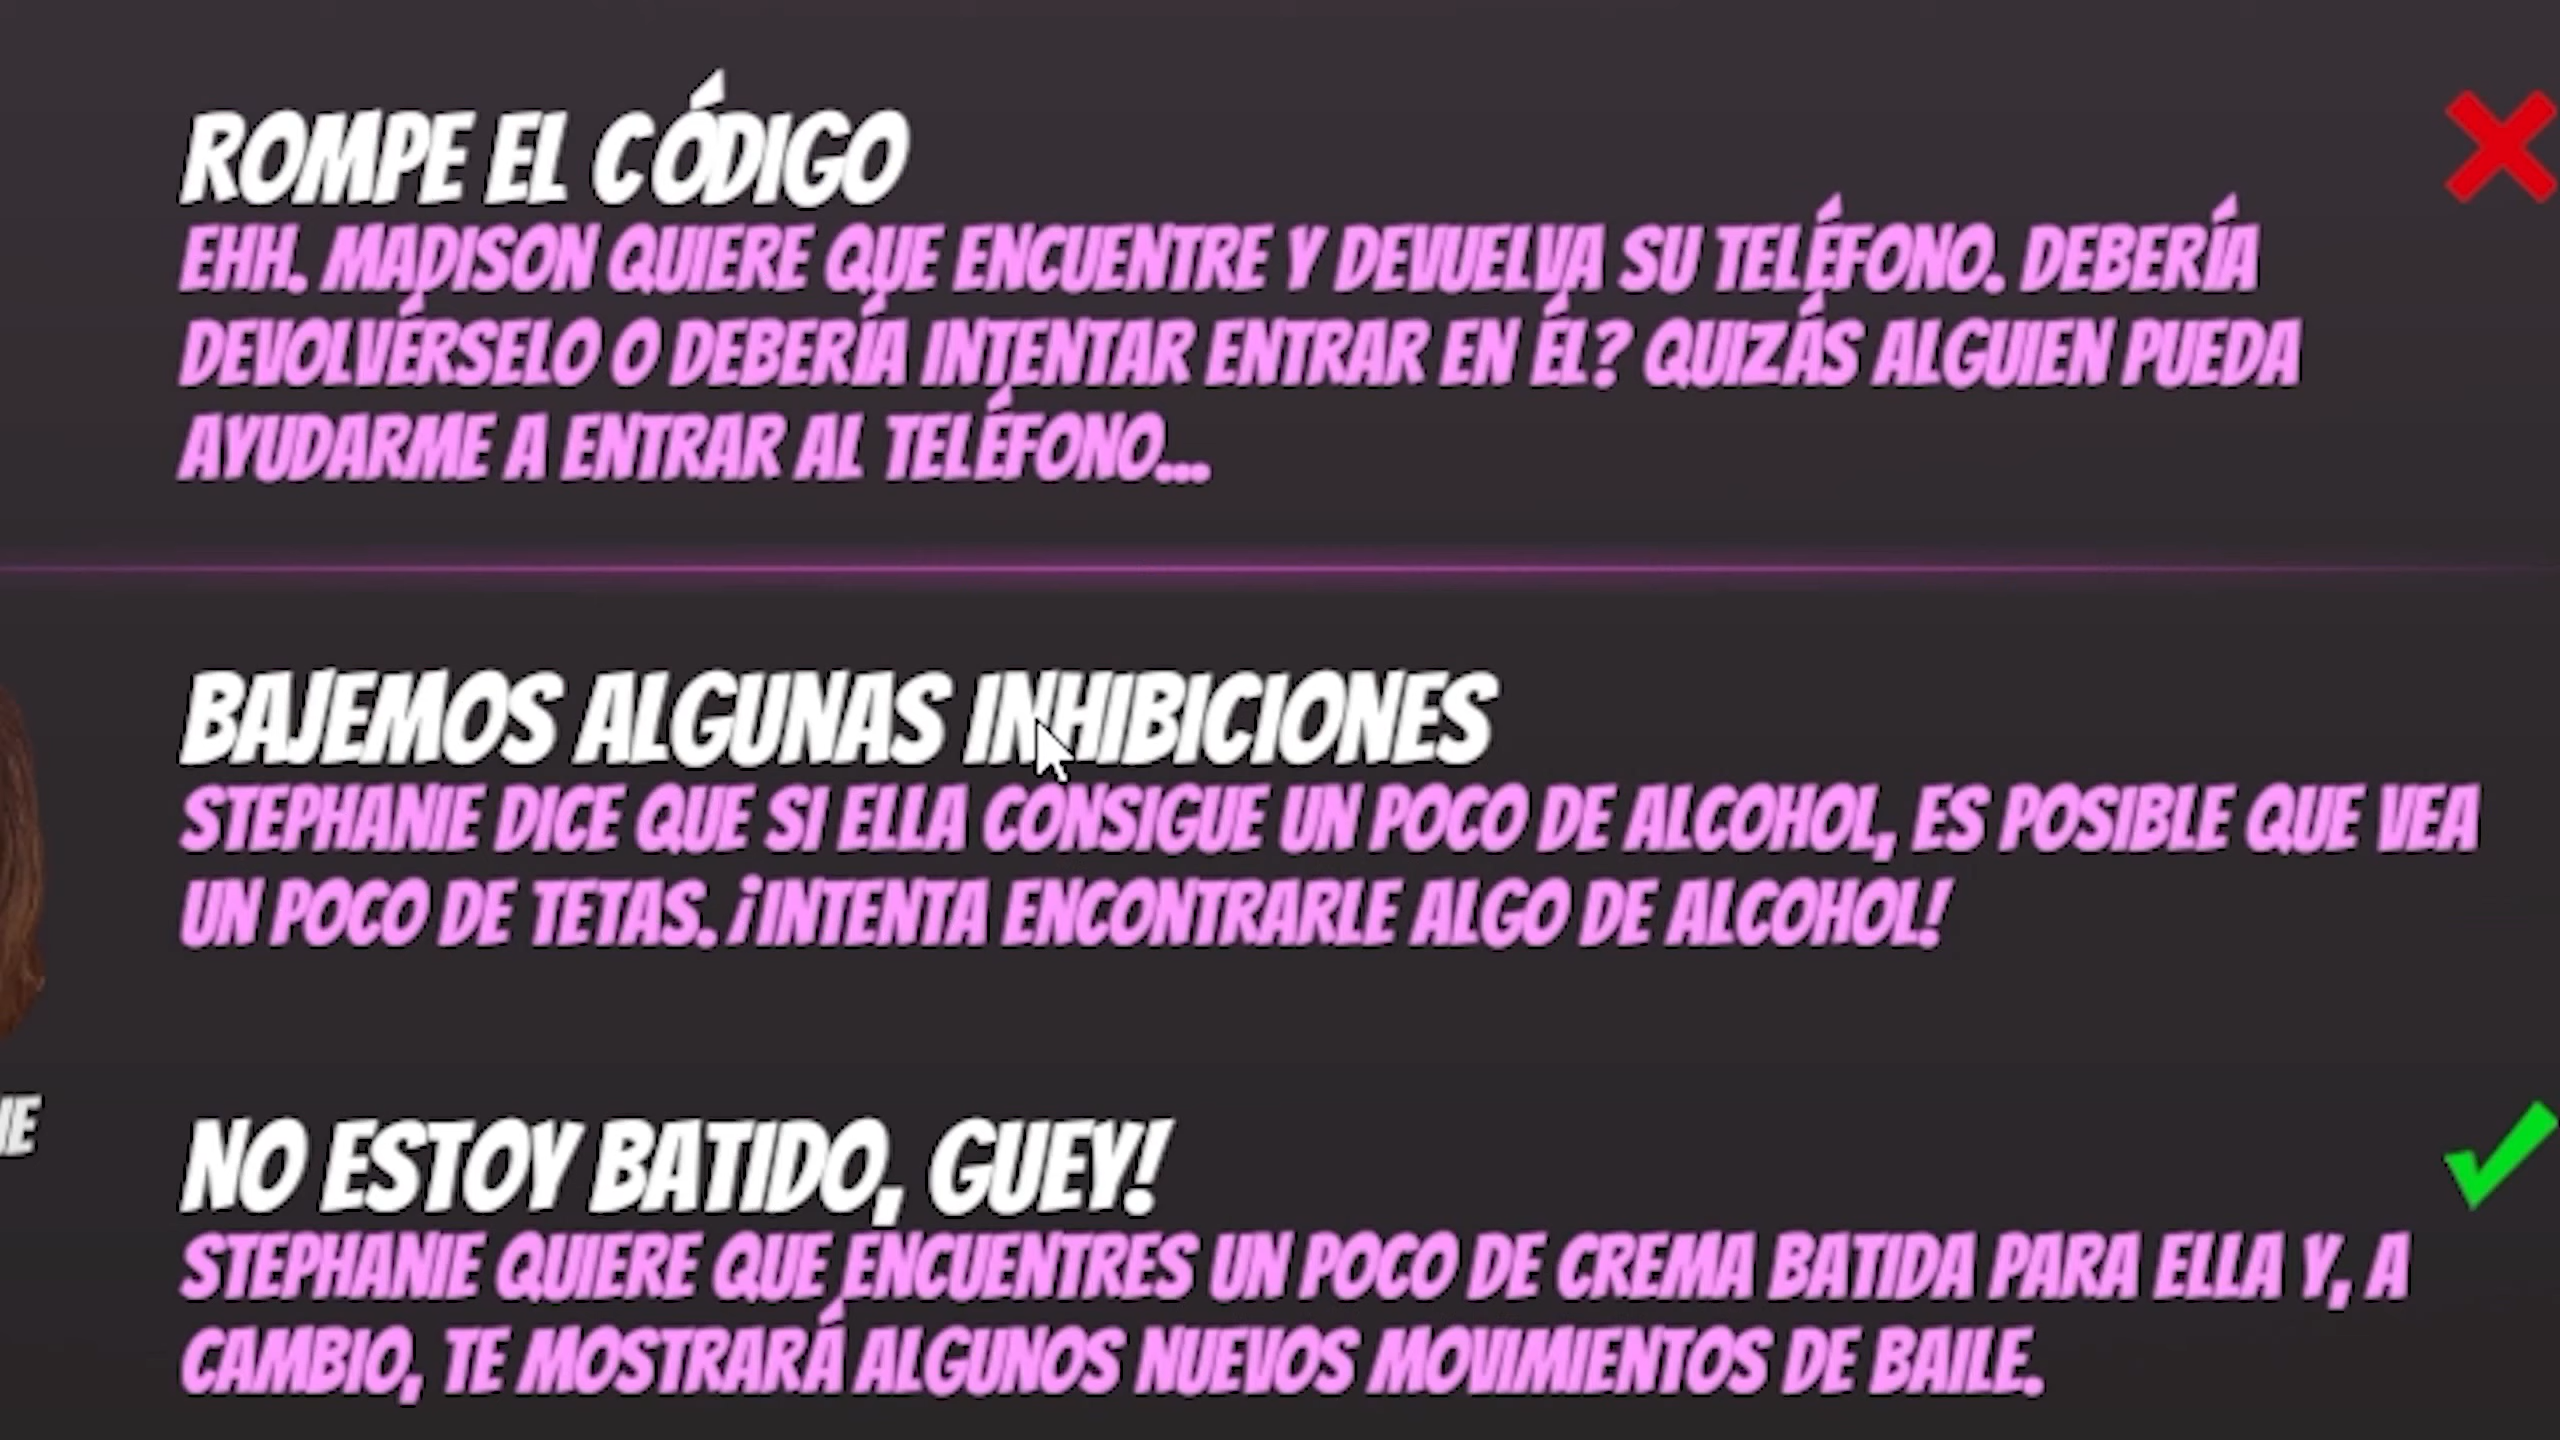 ROMPE EL CÓDIGO
EHH. MADISON QUIERE QUE ENCUENTRE Y DEVUELVA SU TELÉFONO. DEBERÍA
DEVOLVÉRSELO O DEBERÍA INTENTAR ENTRAR EN ÉL? QUIZÁS ALGUIEN PUEDA
AYUDARME A ENTRAR AL TELÉFONO...
BAJEMOS ALGUNAS INHIBICIONES
STEPHANIE DICE QUE SI ELLA CONSIGUE UN POCO DE ALCOHOL, ES POSIBLE QUE VEA
UN POCO DE TETAS. ¡INTENTA ENCONTRARLE ALGO DE ALCOHOL!
NO ESTOY BATIDO, GUEY!
STEPHANIE QUIERE QUE ENCUENTRES UN POCO DE CREMA BATIDA PARA ELLA Y, A
CAMBIO, TE MOSTRARÁ ALGUNOS NUEVOS MOVIMIENTOS DE BAILE.